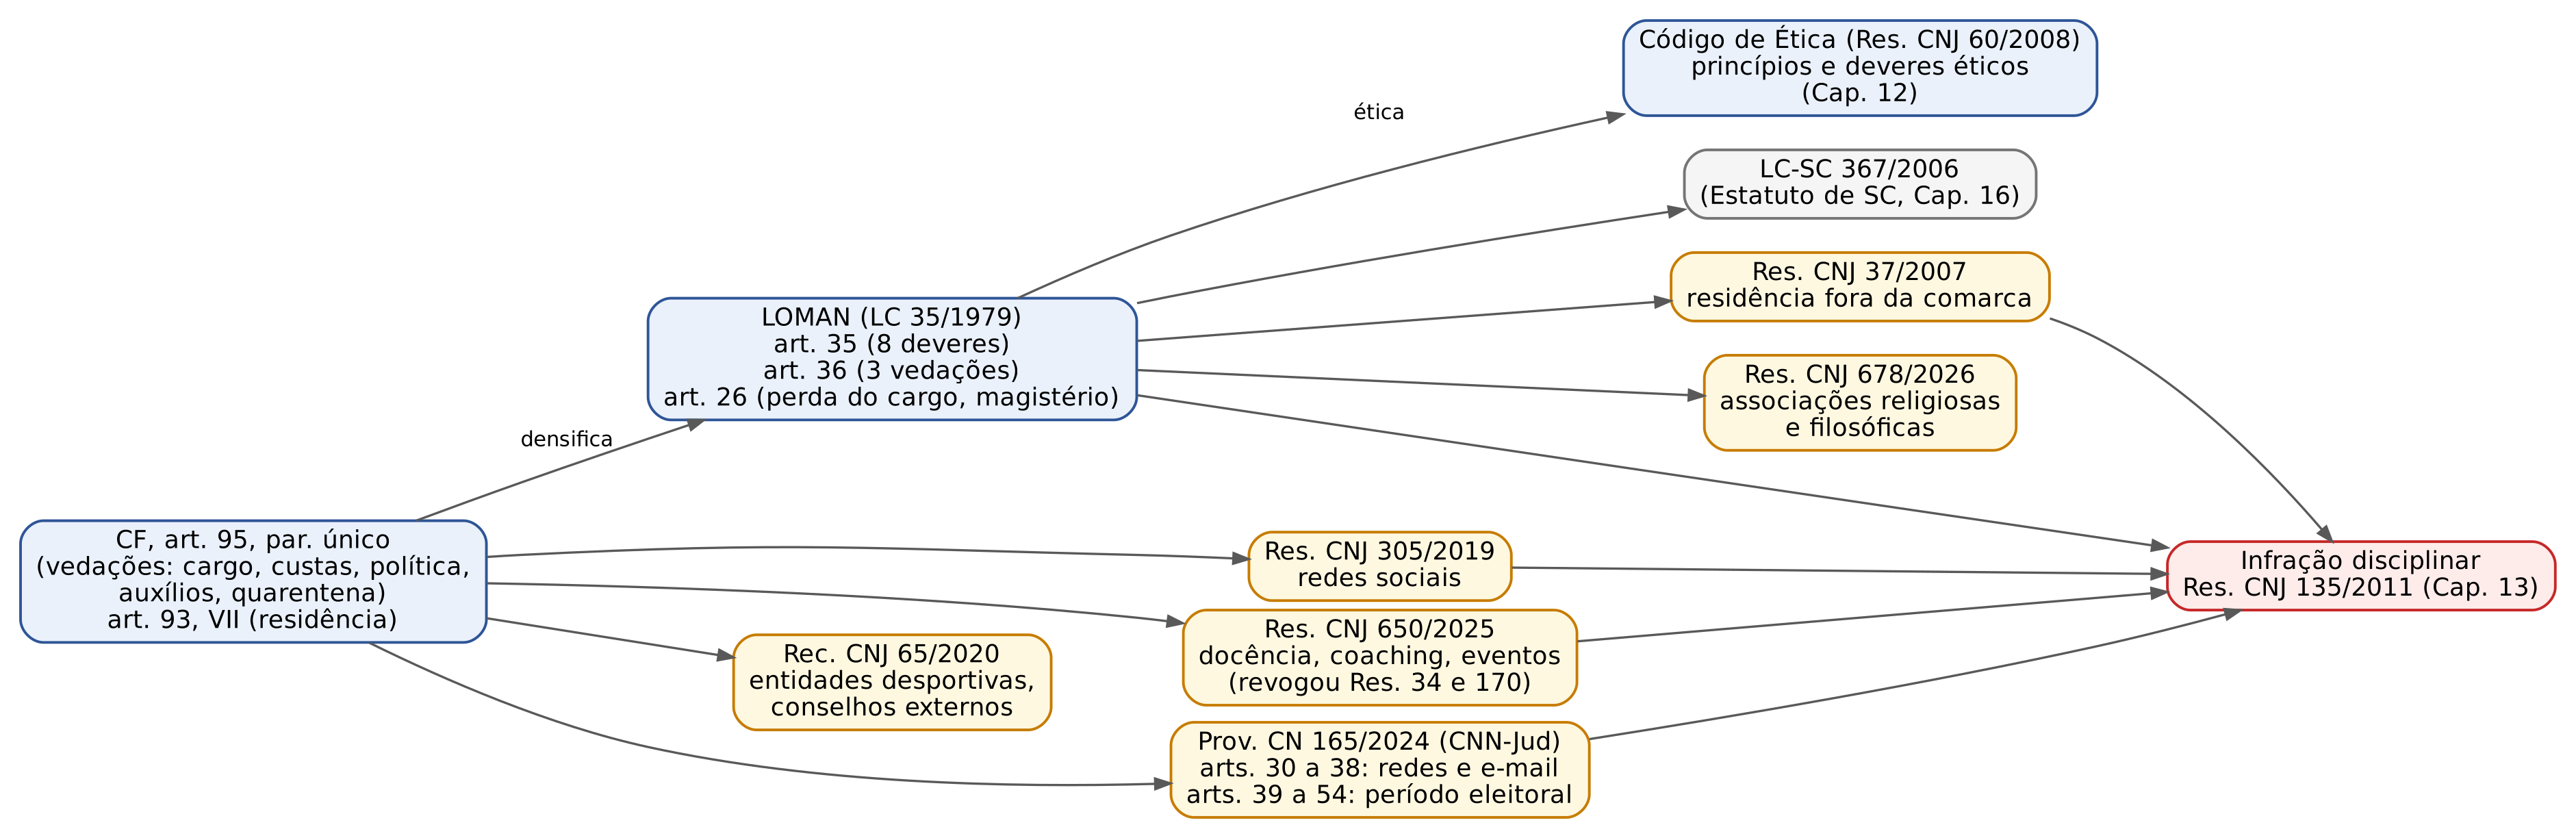 Código de Ética (Res. CNJ 60/2008)
princípios e deveres éticos
(Cap. 12)
ética
LC-SC 367/2006
(Estatuto de SC, Cap. 16)
Res. CNJ 37/2007
residência fora da comarca
LOMAN (LC 35/1979)
art. 35 (8 deveres)
art. 36 (3 vedações)
art. 26 (perda do cargo, magistério)
Res. CNJ 678/2026
associações religiosas
e filosóficas
densifica
CF, art. 95, par. único
(vedações: cargo, custas, política,
auxílios, quarentena)
art. 93, VII (residência)
Res. CNJ 305/2019
redes sociais
Infração disciplinar
Res. CNJ 135/2011 (Cap. 13)
Res. CNJ 650/2025
docência, coaching, eventos
(revogou Res. 34 e 170)
Rec. CNJ 65/2020
entidades desportivas,
conselhos externos
Prov. CN 165/2024 (CNN-Jud)
arts. 30 a 38: redes e e-mail
arts. 39 a 54: período eleitoral